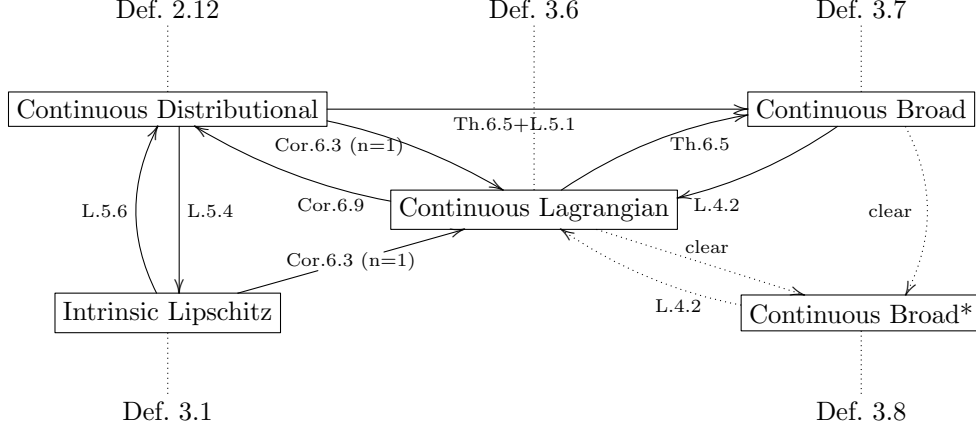 Def. 2.12
Def. 3.6
Def. 3.7
Continuous Distributional
Continuous Broad
Th.6.5+L.5.1
Cor.6.3 (n=1)
Th.6.5
Cor.6.9
Continuous Lagrangian
L.4.2
L.5.6
L.5.4
clear
clear
Cor.6.3 (n=1)
L.4.2
Intrinsic Lipschitz
Continuous Broad*
Def. 3.1
Def. 3.8